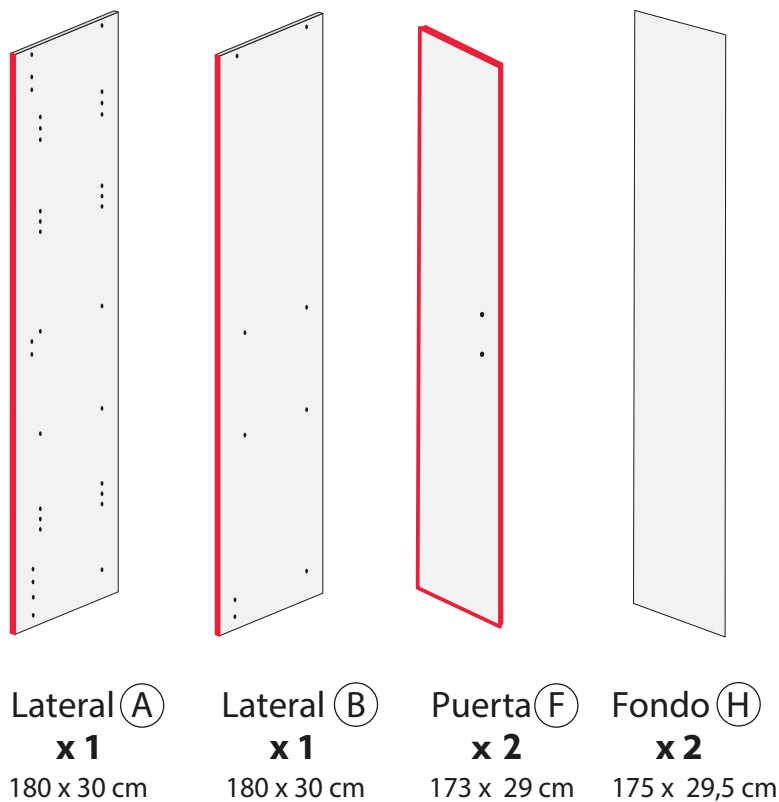 Lateral A
x 1
180 x 30 cm
Lateral B
x 1
180 x 30 cm
Puerta F
x 2
173 x 29 cm
Fondo H
x 2
175 x 29,5 cm